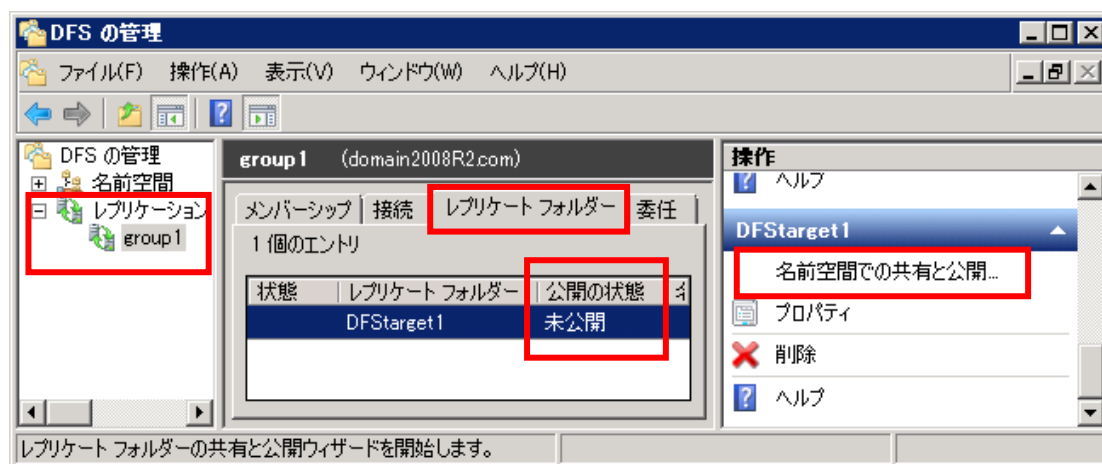 DFS の管理
ファイル(F) 操作(A) 表示(V) ウィンドウ(W) ヘルプ(H)
DFS の管理
名前空間
レプリケーション
group1
group1 (domain2008R2.com)
メンバーシップ 接続 レプリケート フォルダー 委任
1 個のエントリ
状態 レプリケート フォルダー 公開の状態
DFStarget1 未公開
操作
ヘルプ
DFStarget1
名前空間での共有と公開...
プロパティ
削除
ヘルプ
レプリケート フォルダーの共有と公開ウィザードを開始します。